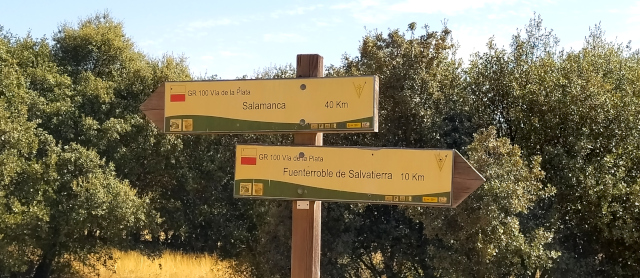 GR-100 Vía de la Plata
Salamanca 40 Km
GR-100 Vía de la Plata
Fuenterroble de Salvatierra 10 Km